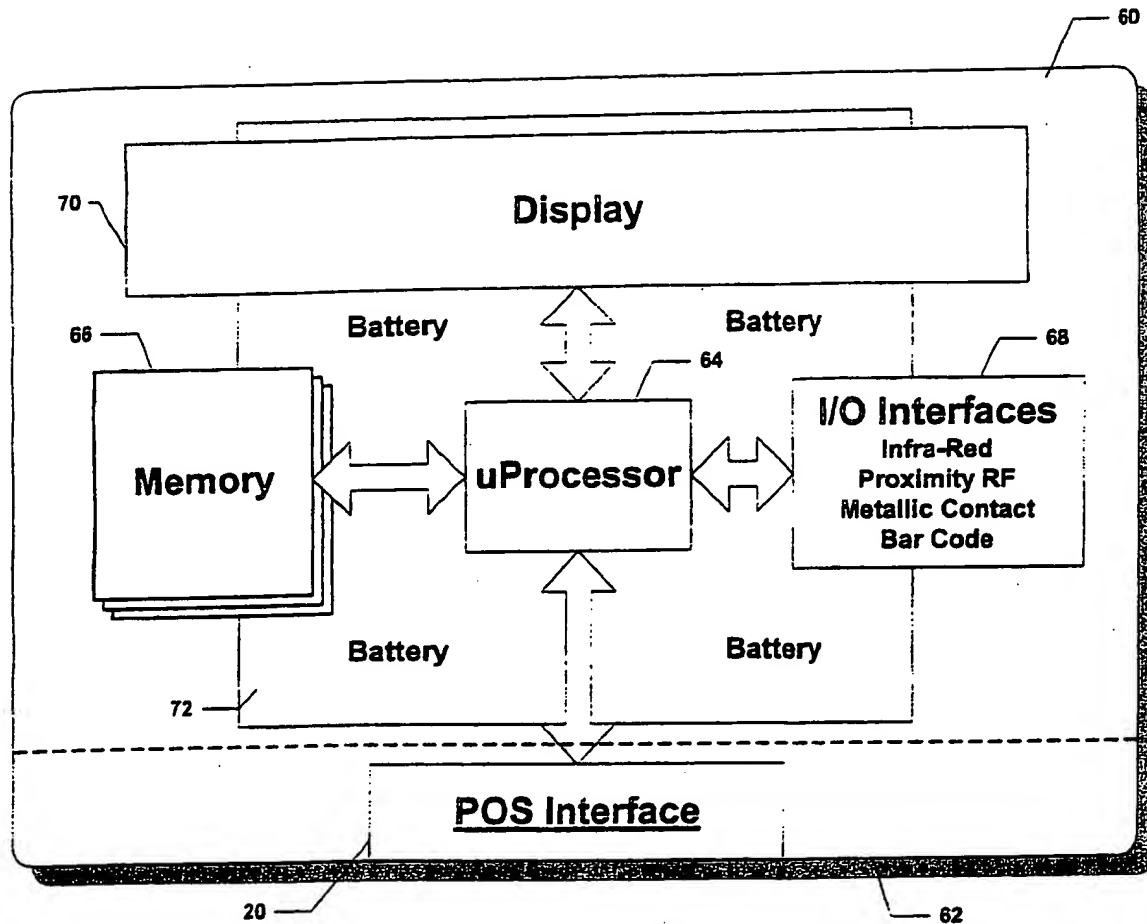 60
Display
70
Battery
Battery
66
64
68
Memory
uProcessor
I/O Interfaces
Infra-Red
Proximity RF
Metallic Contact
Bar Code
Battery
Battery
72
POS Interface
20
62